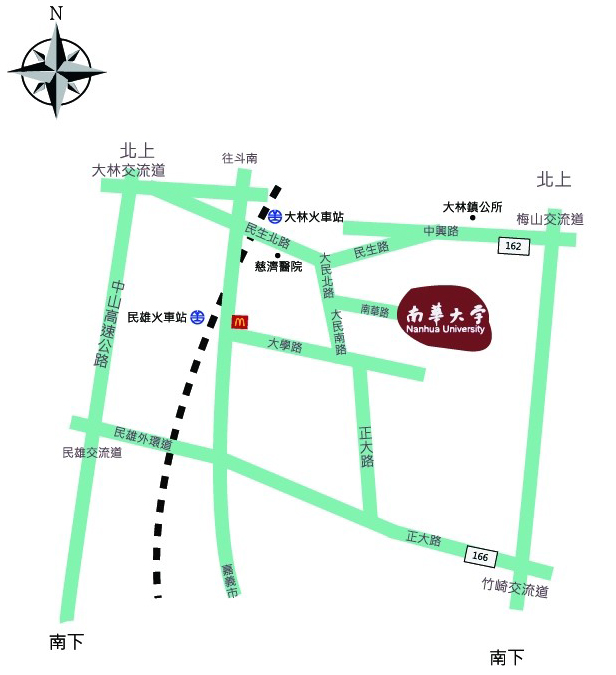 N
北上
大林交流道
往斗南
北上
大林火車站
大林鎮公所
梅山交流道
中興路
162
民生北路
民生路
慈濟醫院
大民北路
中山高速公路
南華路
南華大学
Nanhua University
民雄火車站
大民南路
大學路
正大路
民雄外環道
民雄交流道
正大路
166
嘉義市
竹崎交流道
南下
南下